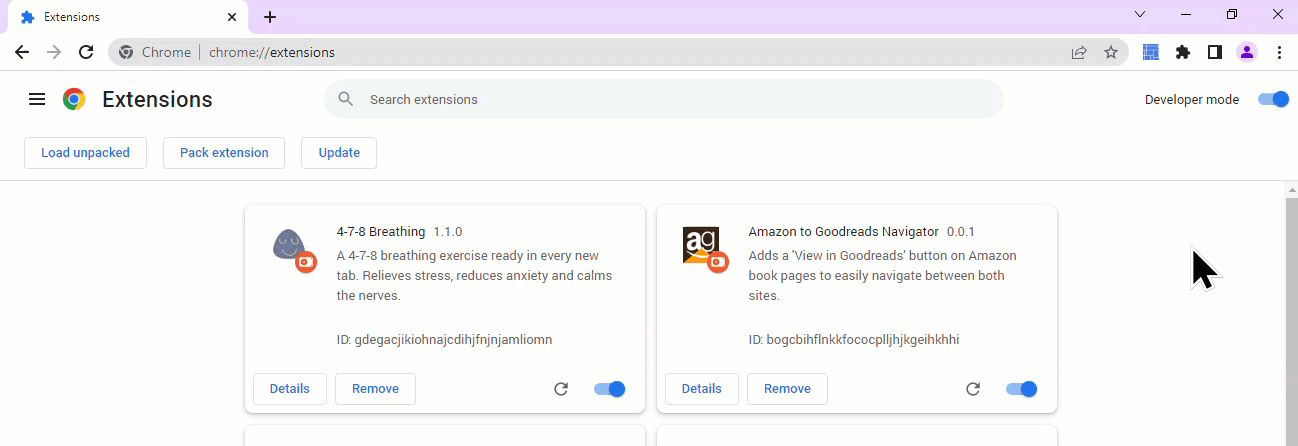 Extensions
Chrome | chrome://extensions
Extensions
Search extensions
Developer mode
Load unpacked
Pack extension
Update
4-7-8 Breathing 1.1.0
A 4-7-8 breathing exercise ready in every new
tab. Relieves stress, reduces anxiety and calms
the nerves.
ID: gdegacjikiohnajcdihjfnjnjamliomn
Details
Remove
ag
Amazon to Goodreads Navigator 0.0.1
Adds a 'View in Goodreads' button on Amazon
book pages to easily navigate between both
sites.
ID: bogcbihflnkkfococplljhjkgeihkhhi
Details
Remove